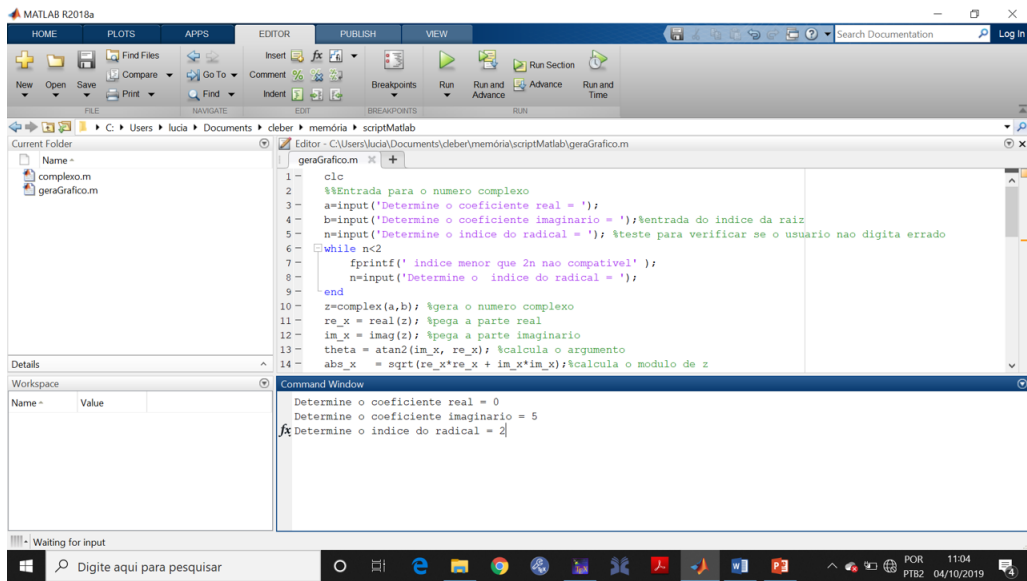 MATLAB R2018a
HOME PLOTS APPS EDITOR PUBLISH VIEW Search Documentation Log In
New Open Save Find Files Compare Print Go To Find Insert fx Comment % Indent Breakpoints Run Run and Advance Run Section Advance Run and Time
FILE NAVIGATE EDIT BREAKPOINTS RUN
C: Users lucia Documents cleber memória scriptMatlab
Current Folder
Name
complexo.m
geraGrafico.m
Details
Workspace
Name Value
Editor - C:\Users\lucia\Documents\cleber\memória\scriptMatlab\geraGrafico.m
geraGrafico.m
1 - clc
2 %%Entrada para o numero complexo
3 - a=input('Determine o coeficiente real = ');
4 - b=input('Determine o coeficiente imaginario = ');%entrada do indice da raiz
5 - n=input('Determine o indice do radical = '); %teste para verificar se o usuario nao digita errado
6 - while n<2
7 - fprintf(' indice menor que 2n nao compativel' );
8 - n=input('Determine o  indice do radical = ');
9 - end
10 - z=complex(a,b); %gera o numero complexo
11 - re_x = real(z); %pega a parte real
12 - im_x = imag(z); %pega a parte imaginario
13 - theta = atan2(im_x, re_x); %calcula o argumento
14 - abs_x   = sqrt(re_x*re_x + im_x*im_x);%calcula o modulo de z
Command Window
Determine o coeficiente real = 0
Determine o coeficiente imaginario = 5
fx Determine o indice do radical = 2
Waiting for input
Digite aqui para pesquisar
POR 11:04
PTB2 04/10/2019
4